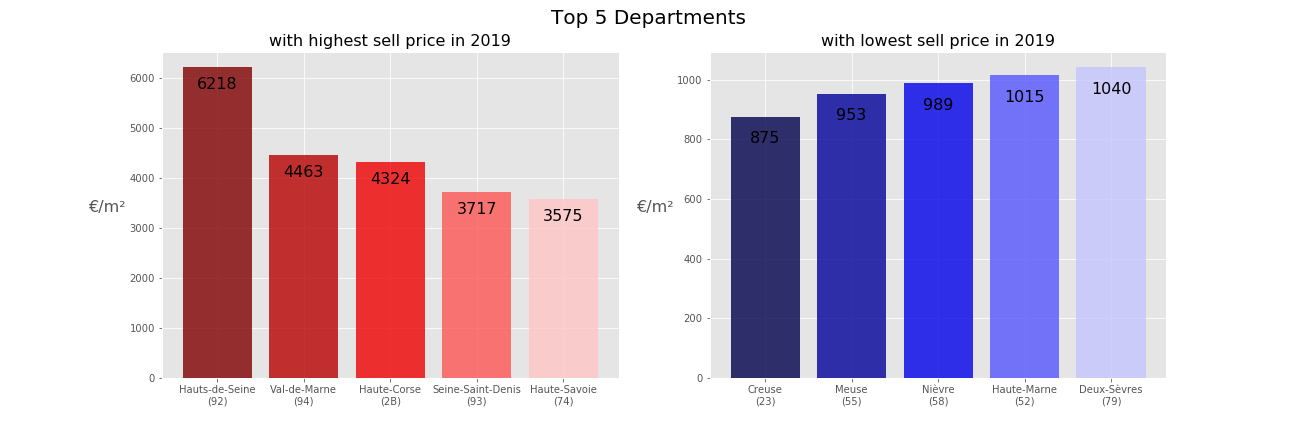 Top 5 Departments
with highest sell price in 2019
€/m²
6000
5000
4000
3000
2000
1000
0
6218
4463
4324
3717
3575
Hauts-de-Seine
(92)
Val-de-Marne
(94)
Haute-Corse
(2B)
Seine-Saint-Denis
(93)
Haute-Savoie
(74)
with lowest sell price in 2019
€/m²
1000
800
600
400
200
0
875
953
989
1015
1040
Creuse
(23)
Meuse
(55)
Nièvre
(58)
Haute-Marne
(52)
Deux-Sèvres
(79)